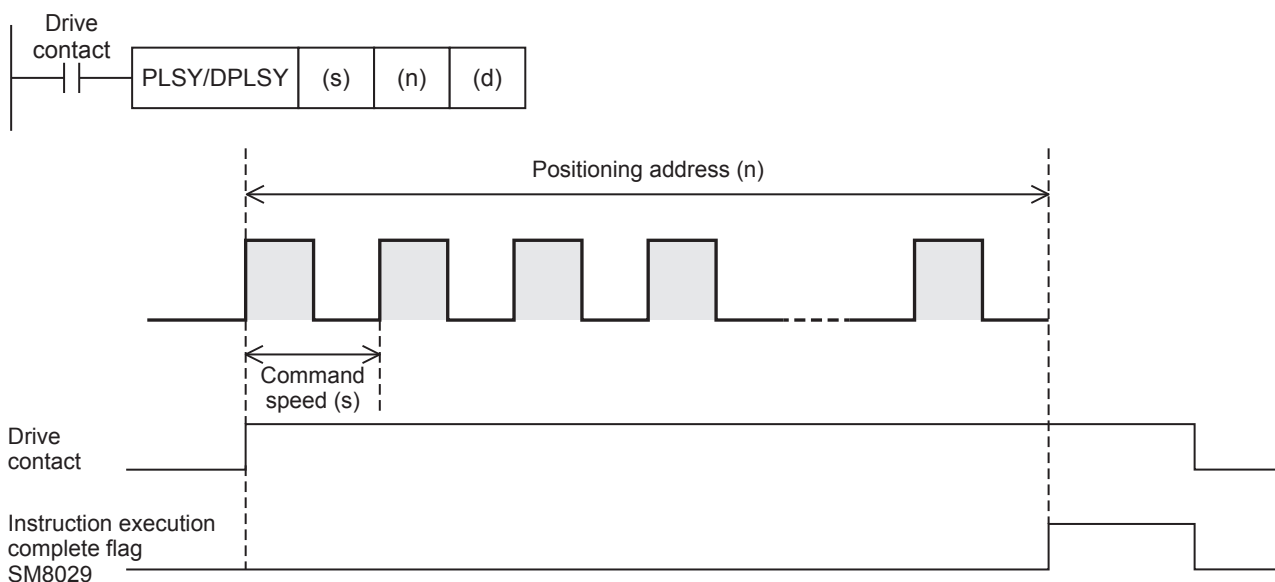 Drive
contact
PLSY/DPLSY (s) (n) (d)
Positioning address (n)
Command
speed (s)
Drive
contact
Instruction execution
complete flag
SM8029